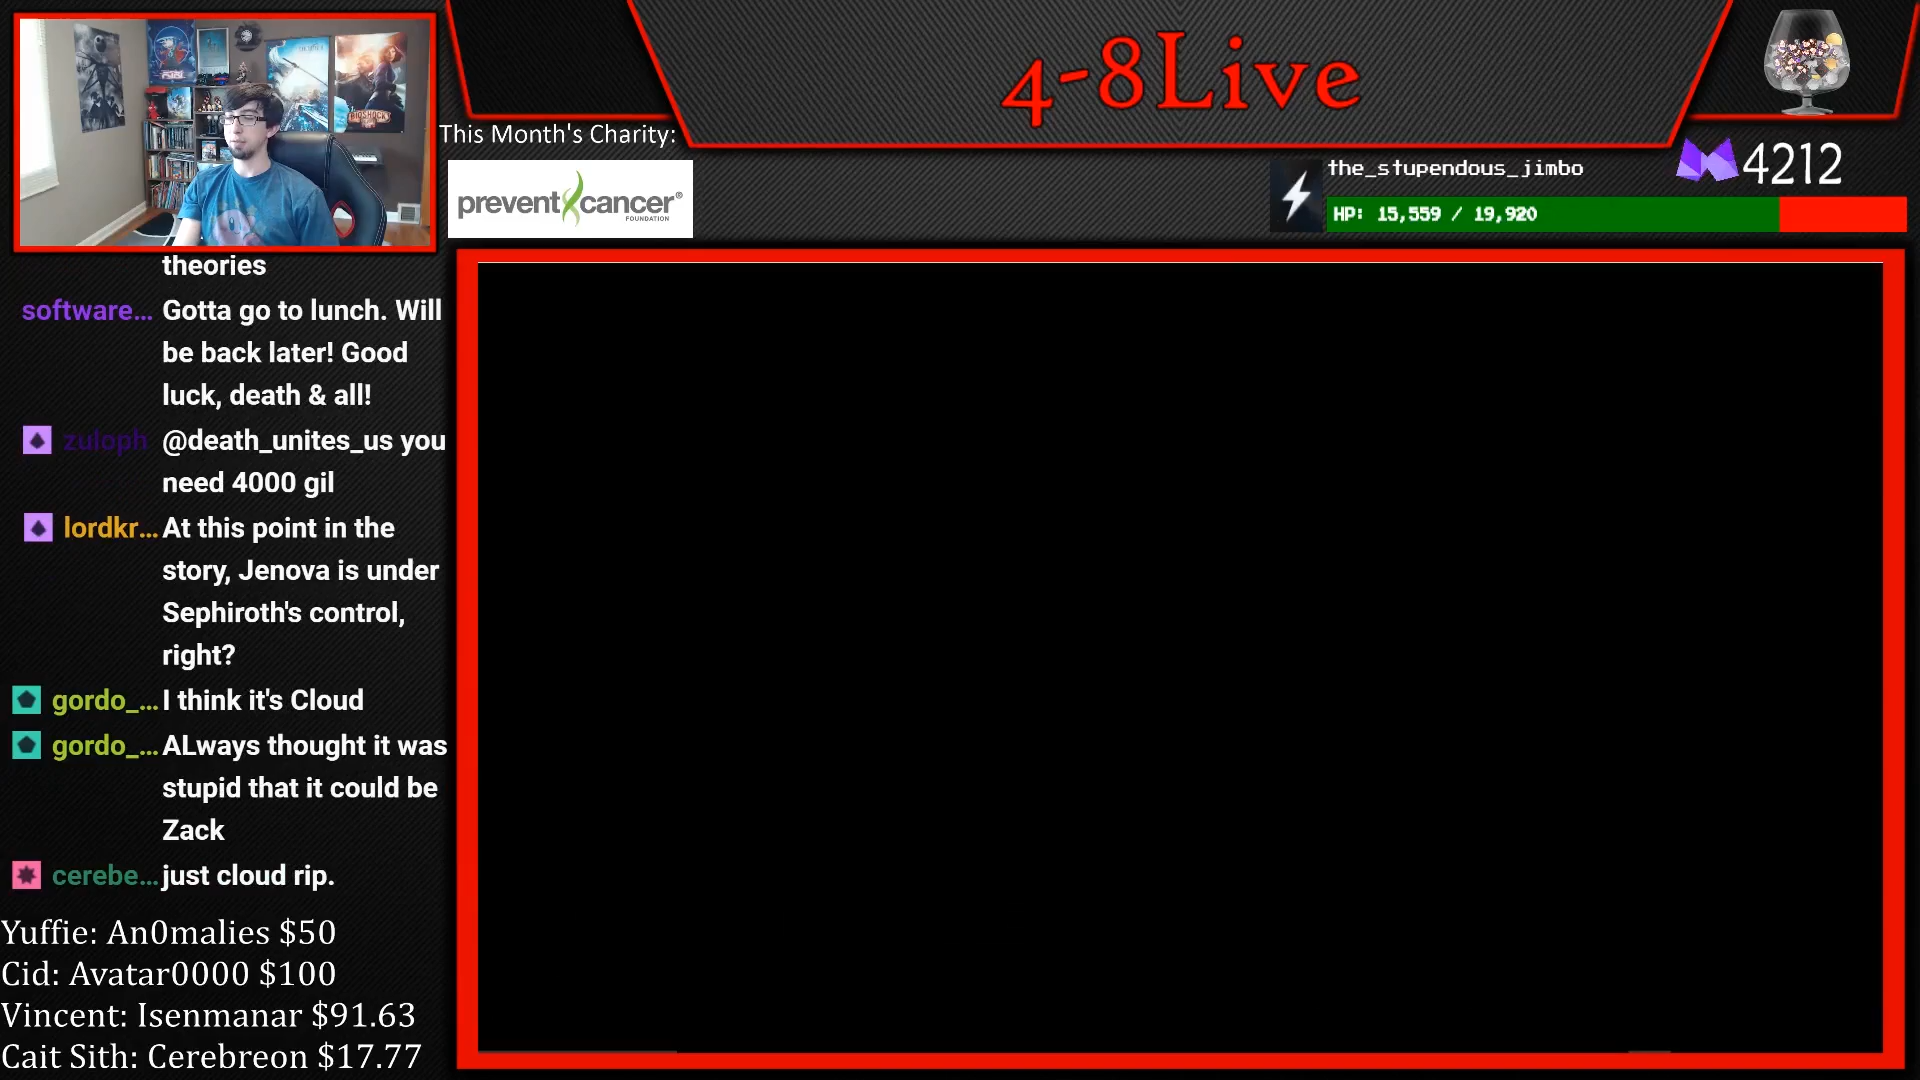 4-8Live
This Month's Charity:
prevent cancer®
FOUNDATION
the_stupendous_jimbo
4212
HP: 15,559 / 19,920
theories
software… Gotta go to lunch. Will
be back later! Good
luck, death & all!
zuloph @death_unites_us you
need 4000 gil
lordkr… At this point in the
story, Jenova is under
Sephiroth's control,
right?
gordo_… I think it's Cloud
gordo_… ALways thought it was
stupid that it could be
Zack
cerebe… just cloud rip.
Yuffie: An0malies $50
Cid: Avatar0000 $100
Vincent: Isenmanar $91.63
Cait Sith: Cerebreon $17.77